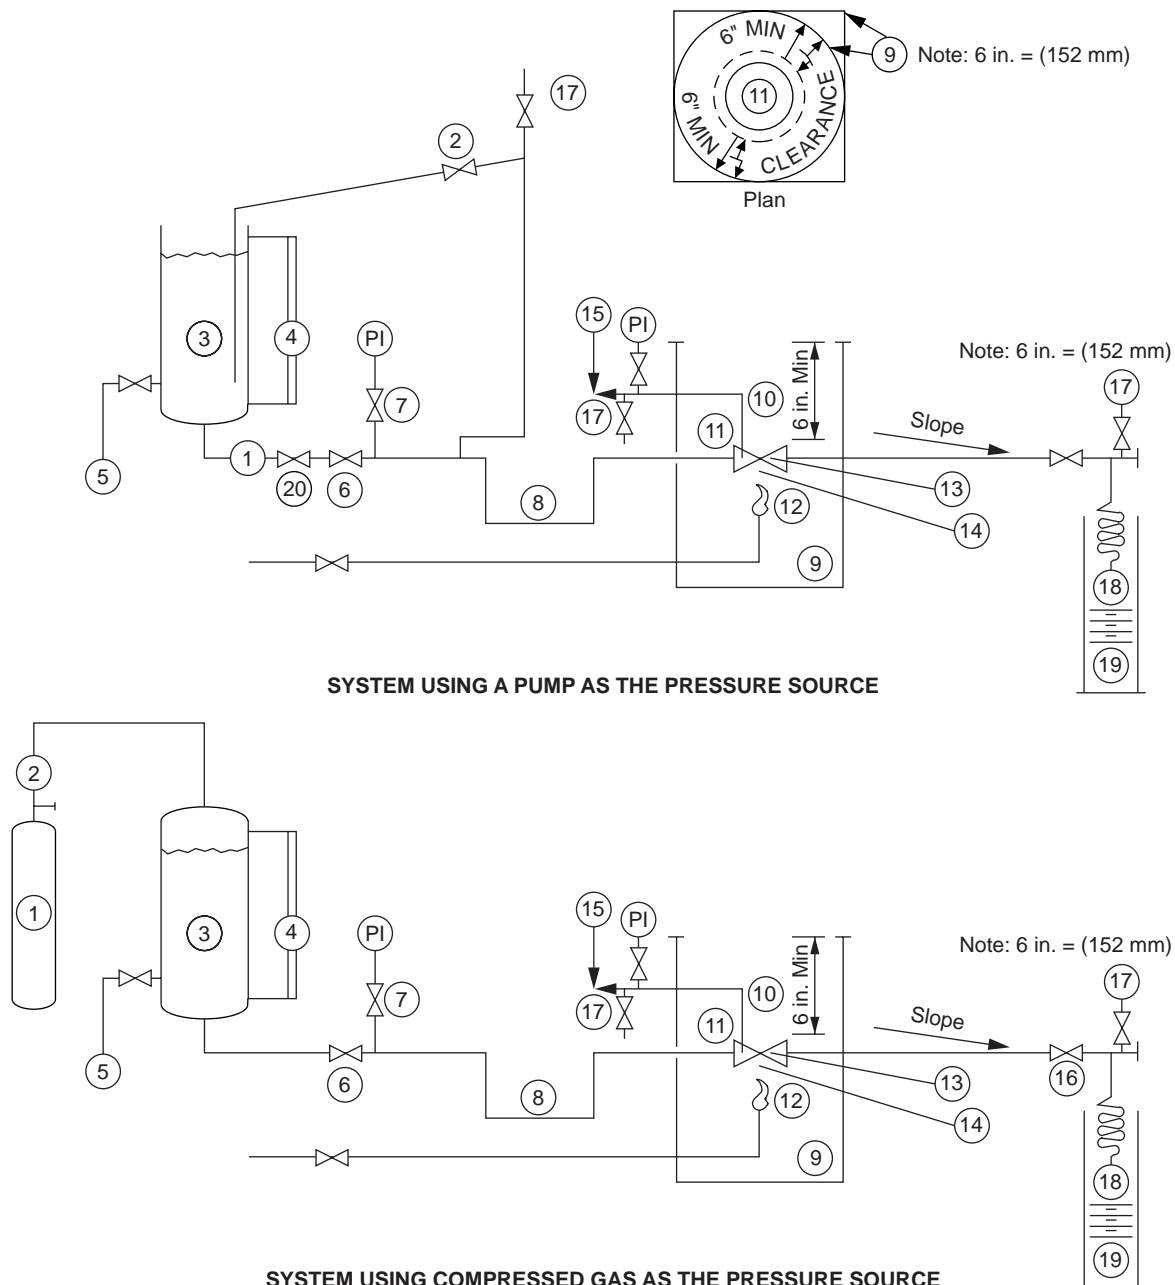 6" MIN
6" MIN
CLEARANCE
11
9
Note: 6 in. = (152 mm)
Plan
17
2
3
4
PI
7
5
1
20
6
8
15
PI
17
10
11
6 in. Min
12
9
13
14
Slope
Note: 6 in. = (152 mm)
17
18
19
SYSTEM USING A PUMP AS THE PRESSURE SOURCE
2
1
3
4
PI
7
5
6
8
15
PI
17
10
11
6 in. Min
12
9
13
14
Slope
Note: 6 in. = (152 mm)
17
16
18
19
SYSTEM USING COMPRESSED GAS AS THE PRESSURE SOURCE